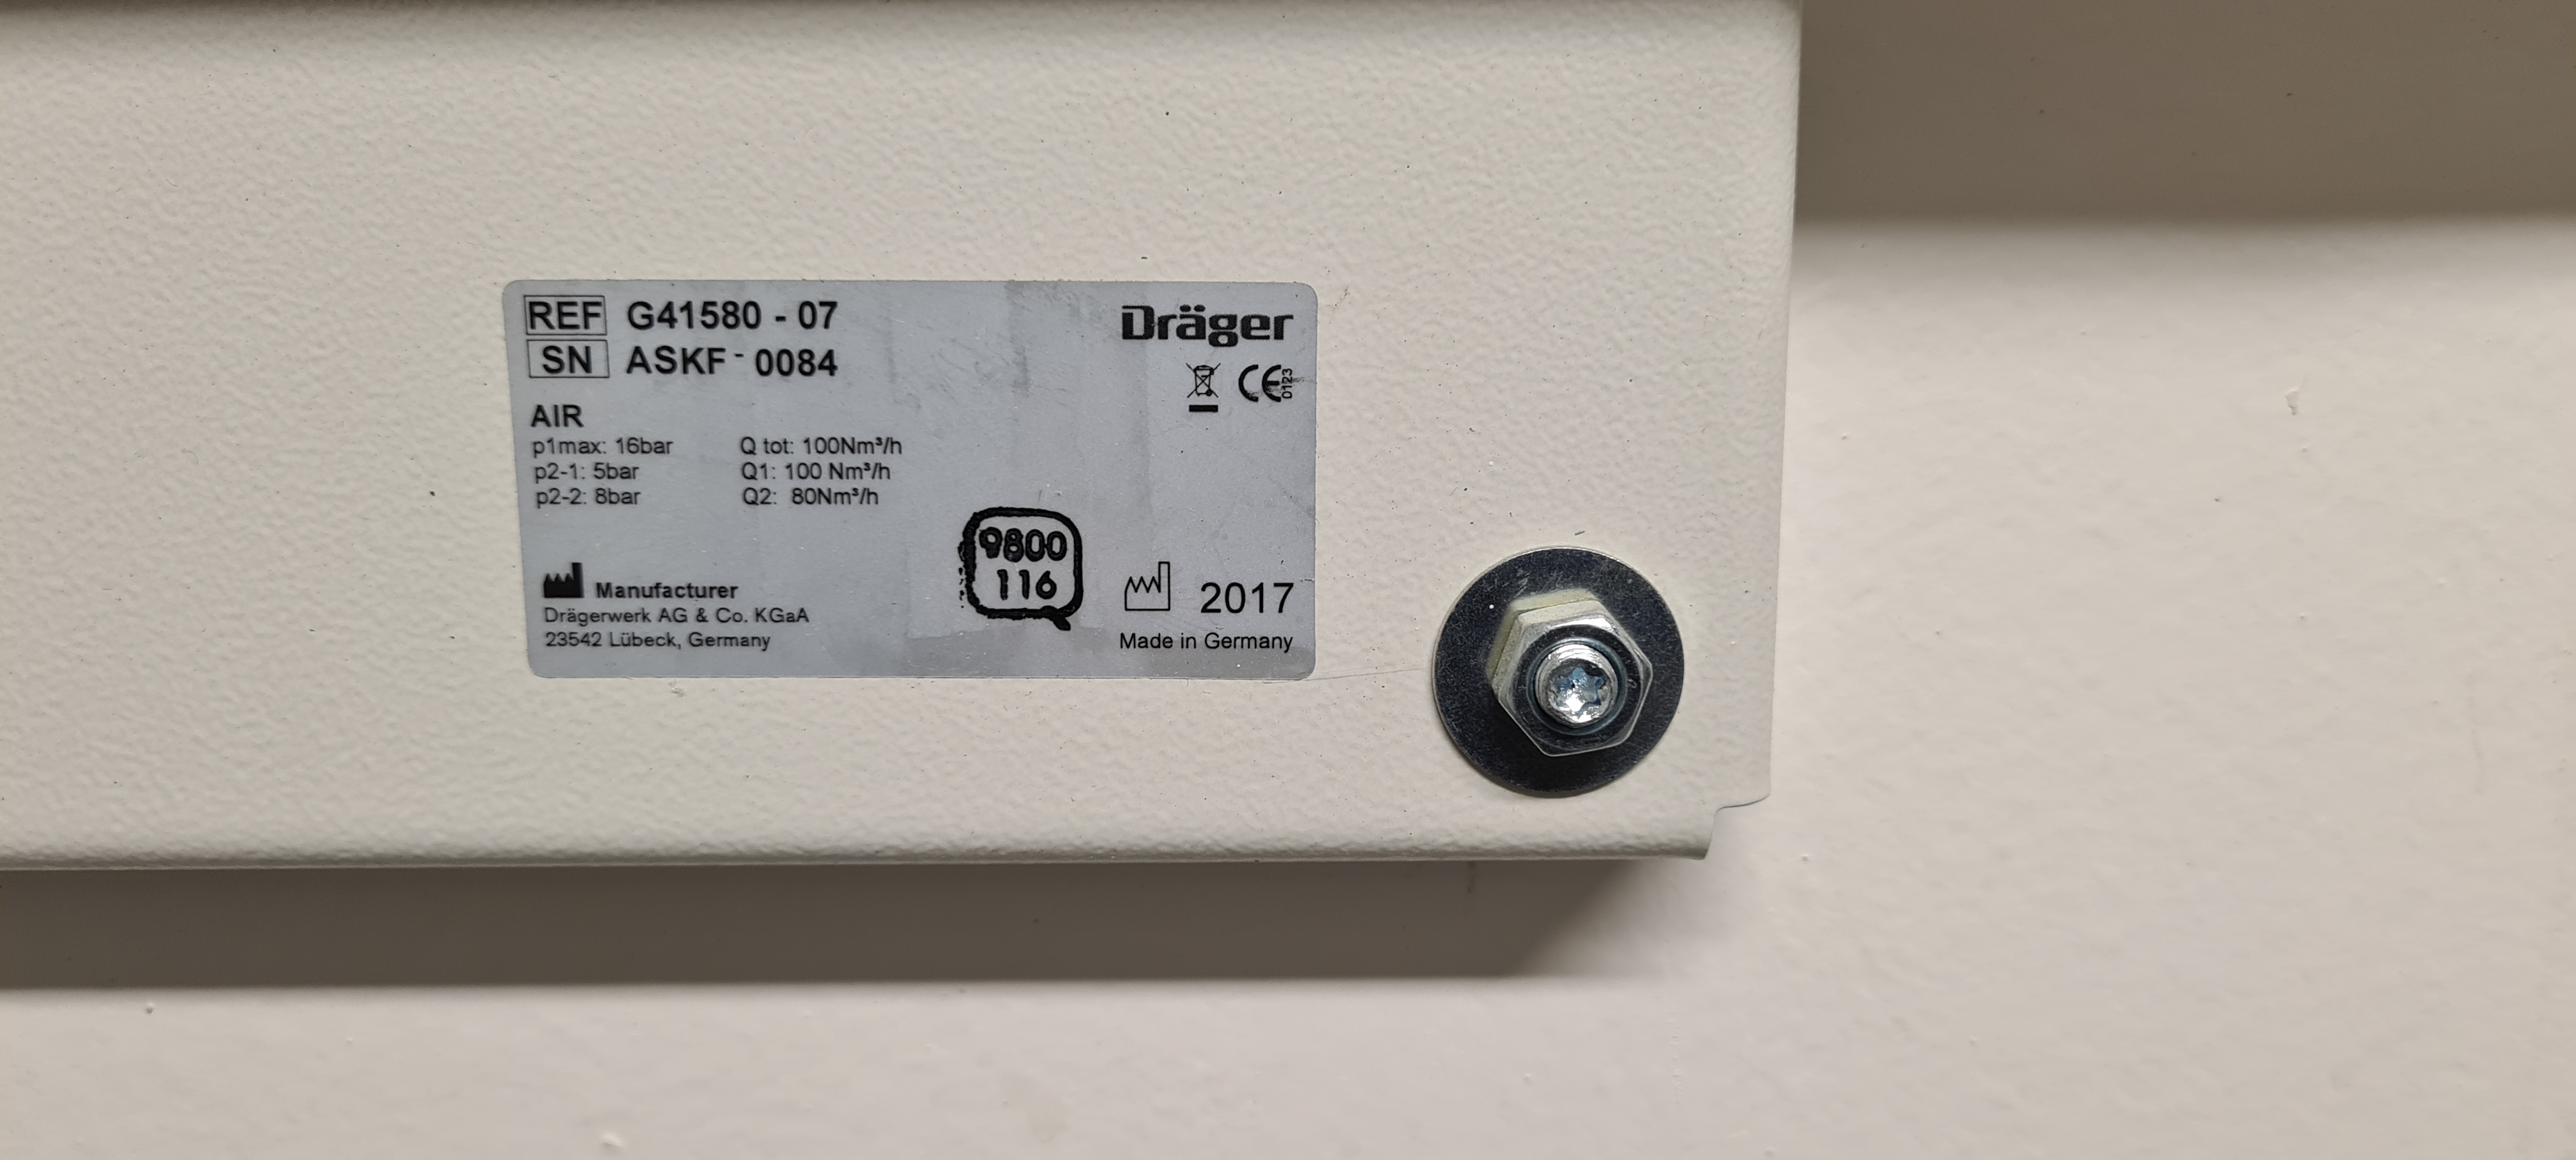 REF G41580 - 07
SN ASKF - 0084
Dräger
CE 0123
AIR
p1max: 16bar Q tot: 100Nm³/h
p2-1: 5bar Q1: 100 Nm³/h
p2-2: 8bar Q2: 80Nm³/h
9800
116
Manufacturer
Drägerwerk AG & Co. KGaA
23542 Lübeck, Germany
2017
Made in Germany